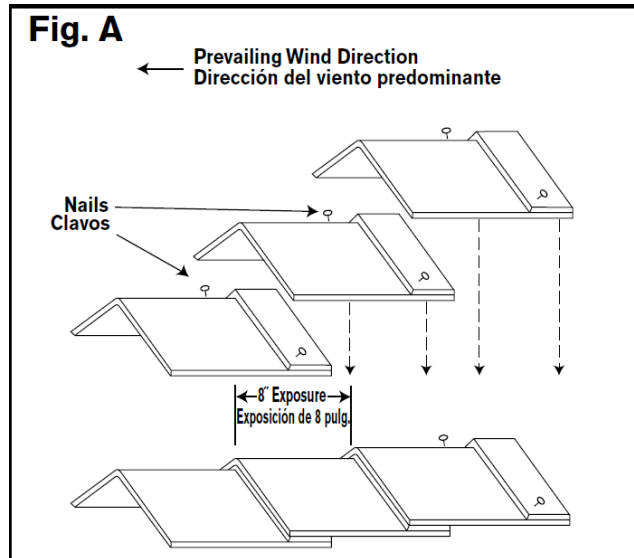 Fig. A
Prevailing Wind Direction
Dirección del viento predominante
Nails
Clavos
8″ Exposure
Exposición de 8 pulg.